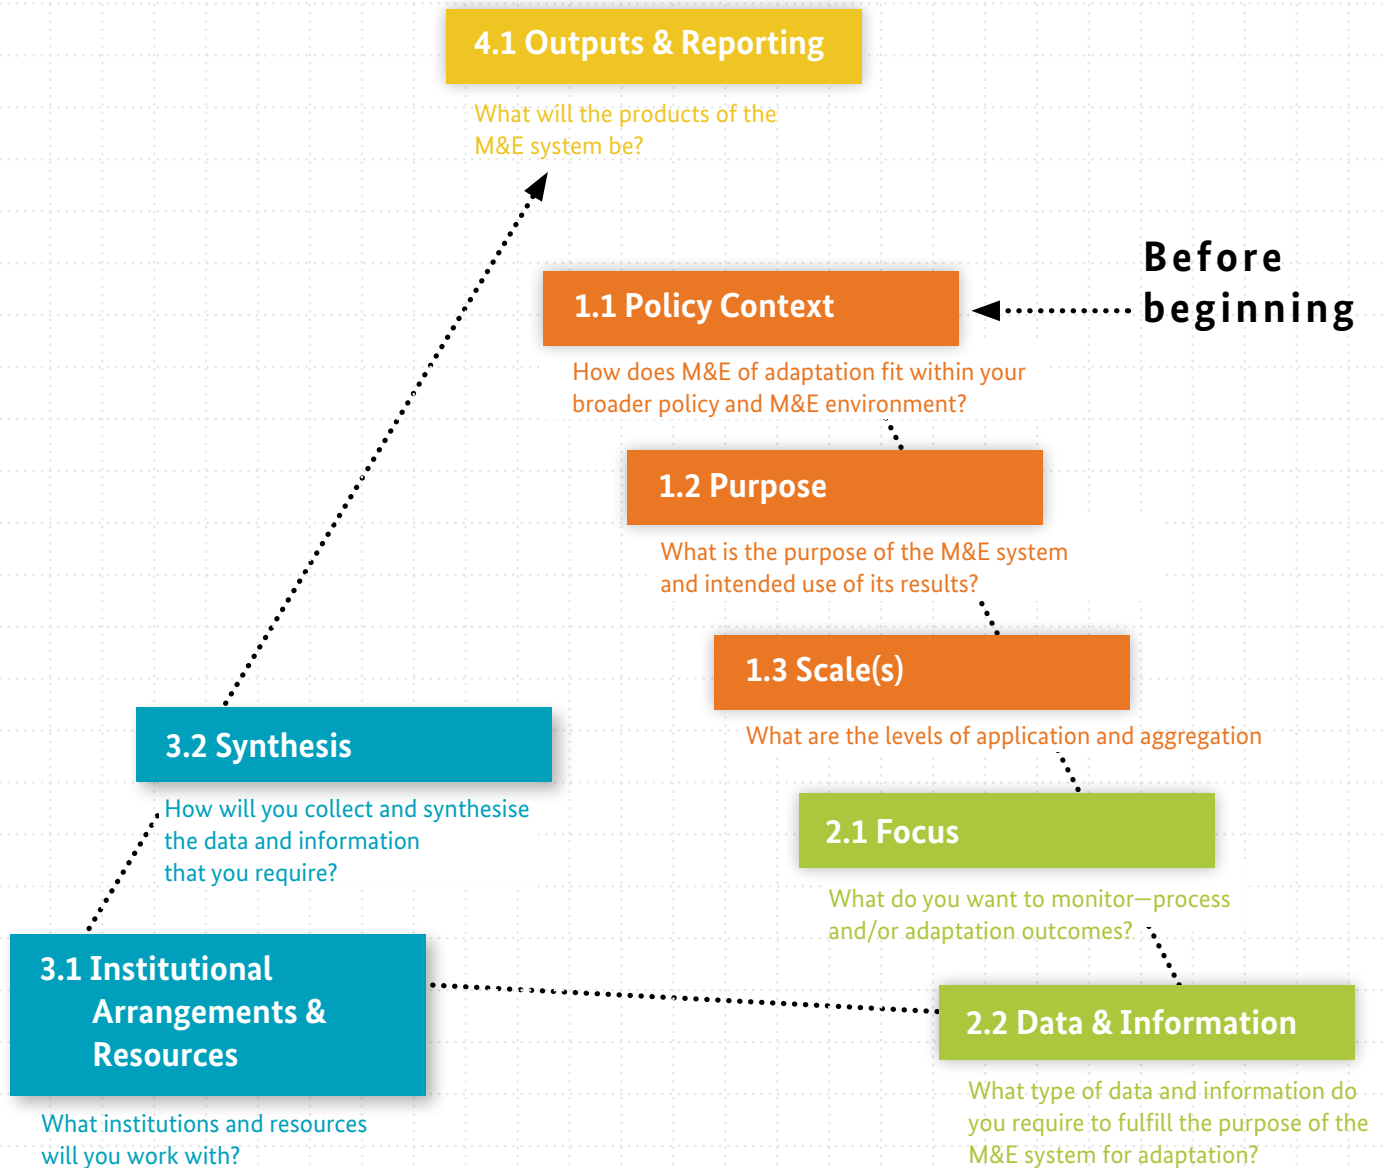 4.1 Outputs & Reporting
What will the products of the
M&E system be?
Before
beginning
1.1 Policy Context
How does M&E of adaptation fit within your
broader policy and M&E environment?
1.2 Purpose
What is the purpose of the M&E system
and intended use of its results?
1.3 Scale(s)
What are the levels of application and aggregation
2.1 Focus
What do you want to monitor—process
and/or adaptation outcomes?
2.2 Data & Information
What type of data and information do
you require to fulfill the purpose of the
M&E system for adaptation?
3.1 Institutional
Arrangements &
Resources
What institutions and resources
will you work with?
3.2 Synthesis
How will you collect and synthesise
the data and information
that you require?